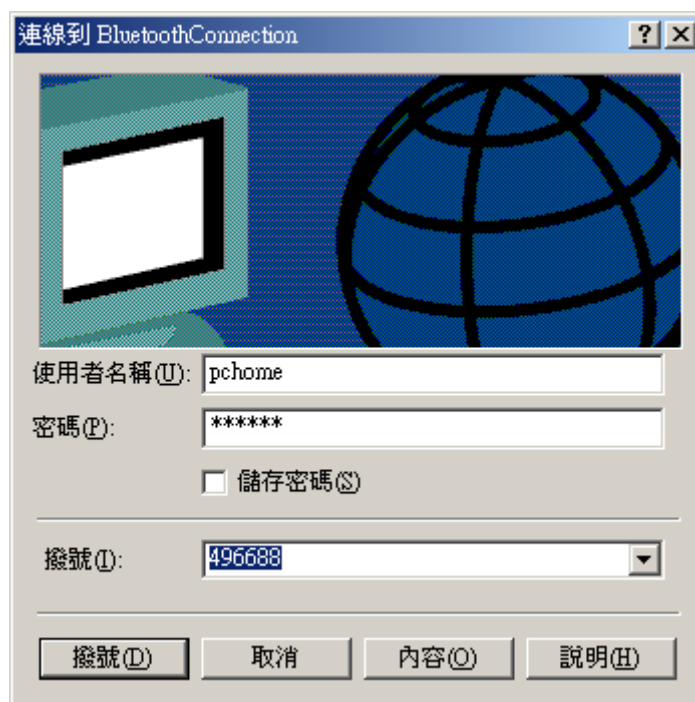 連線到 BluetoothConnection
使用者名稱(U): pchome
密碼(P): ******
儲存密碼(S)
撥號(I): 496688
撥號(D) 取消 內容(O) 說明(H)